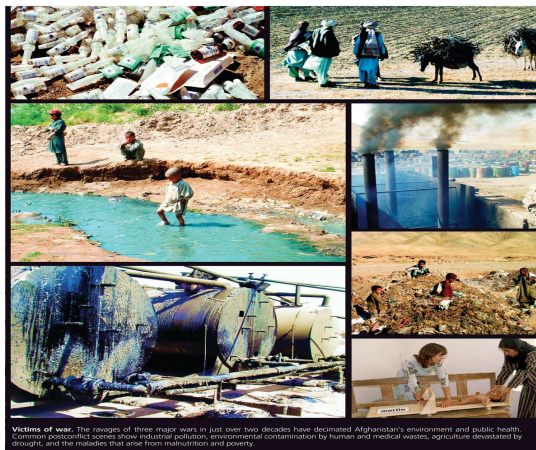 merlin
Victims of war. The ravages of three major wars in just over two decades have decimated Afghanistan's environment and public health.
Common postconflict scenes show industrial pollution, environmental contamination by human and medical wastes, agriculture devastated by
drought, and the maladies that arise from malnutrition and poverty.